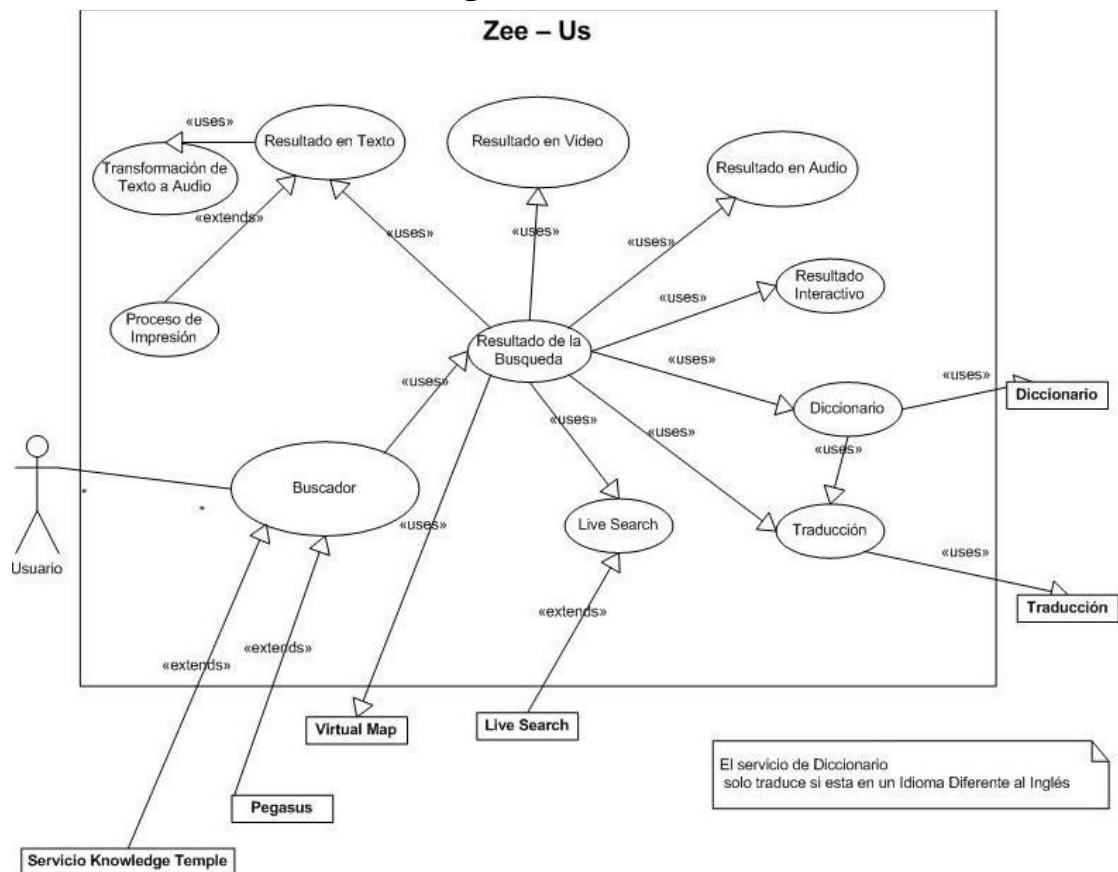 Zee – Us
«uses»
Resultado en Texto
Resultado en Video
Resultado en Audio
Transformación de
Texto a Audio
«extends»
«uses»
«uses»
«uses»
Resultado
Interactivo
«uses»
Proceso de
Impresión
Resultado de la
Busqueda
«uses»
«uses»
«uses»
Diccionario
«uses»
Diccionario
«uses»
«uses»
«uses»
Buscador
«uses»
Live Search
Traducción
«uses»
Usuario
Traducción
«extends»
«extends»
«extends»
Virtual Map
Live Search
El servicio de Diccionario
solo traduce si esta en un Idioma Diferente al Inglés
Pegasus
Servicio Knowledge Temple